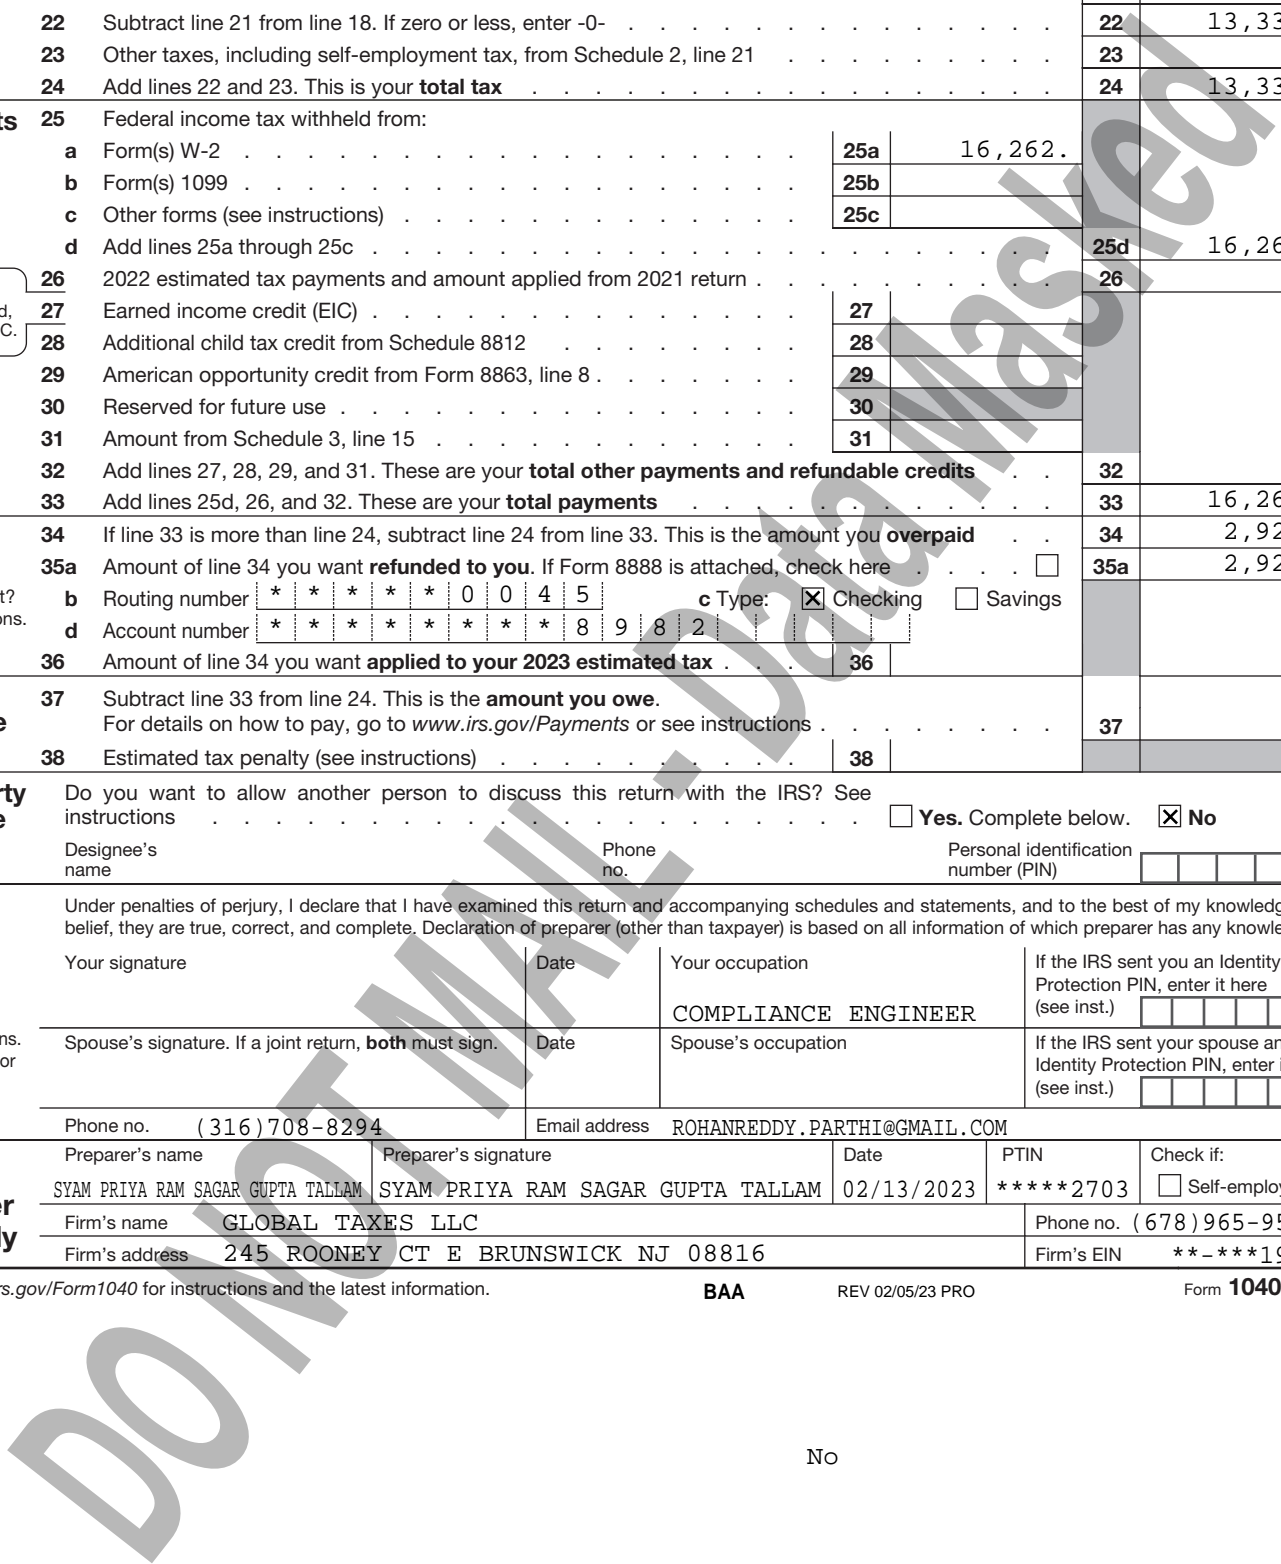 22 Subtract line 21 from line 18. If zero or less, enter -0- . . . . . . . . . . . . . . 22 13,33
23 Other taxes, including self-employment tax, from Schedule 2, line 21 . . . . . . . . . 23
24 Add lines 22 and 23. This is your total tax . . . . . . . . . . . . . . . . . 24 13,33
ts 25 Federal income tax withheld from:
a Form(s) W-2 . . . . . . . . . . . . . . . . . . 25a 16,262.
b Form(s) 1099 . . . . . . . . . . . . . . . . . . 25b
c Other forms (see instructions) . . . . . . . . . . . . . 25c
d Add lines 25a through 25c . . . . . . . . . . . . . . . . . . . . . . 25d 16,26
26 2022 estimated tax payments and amount applied from 2021 return . . . . . . . . . . 26
d, 27 Earned income credit (EIC) . . . . . . . . . . . . . . 27
C.
28 Additional child tax credit from Schedule 8812 . . . . . . . . 28
29 American opportunity credit from Form 8863, line 8 . . . . . . . 29
30 Reserved for future use . . . . . . . . . . . . . . . 30
31 Amount from Schedule 3, line 15 . . . . . . . . . . . . 31
32 Add lines 27, 28, 29, and 31. These are your total other payments and refundable credits . . 32
33 Add lines 25d, 26, and 32. These are your total payments . . . . . . . . . . . . 33 16,26
34 If line 33 is more than line 24, subtract line 24 from line 33. This is the amount you overpaid . . 34 2,92
35a Amount of line 34 you want refunded to you. If Form 8888 is attached, check here . . . . 35a 2,92
t? b Routing number * * * * * 0 0 4 5 c Type: X Checking Savings
ons.
d Account number * * * * * * * * 8 9 8 2
36 Amount of line 34 you want applied to your 2023 estimated tax . . . 36
37 Subtract line 33 from line 24. This is the amount you owe.
e For details on how to pay, go to www.irs.gov/Payments or see instructions . . . . . . . . 37
38 Estimated tax penalty (see instructions) . . . . . . . . . . 38
rty Do you want to allow another person to discuss this return with the IRS? See
e instructions . . . . . . . . . . . . . . . . . . . . . Yes. Complete below. X No
Designee's Phone Personal identification
name no. number (PIN)
Under penalties of perjury, I declare that I have examined this return and accompanying schedules and statements, and to the best of my knowledg
belief, they are true, correct, and complete. Declaration of preparer (other than taxpayer) is based on all information of which preparer has any knowle
Your signature Date Your occupation If the IRS sent you an Identity
Protection PIN, enter it here
COMPLIANCE ENGINEER (see inst.)
ns. Spouse's signature. If a joint return, both must sign. Date Spouse's occupation If the IRS sent your spouse an
or Identity Protection PIN, enter i
(see inst.)
Phone no. (316)708-8294 Email address ROHANREDDY.PARTHI@GMAIL.COM
Preparer's name Preparer's signature Date PTIN Check if:
SYAM PRIYA RAM SAGAR GUPTA TALLAM SYAM PRIYA RAM SAGAR GUPTA TALLAM 02/13/2023 *****2703 Self-employ
er Firm's name GLOBAL TAXES LLC Phone no. (678)965-95
ly Firm's address 245 ROONEY CT E BRUNSWICK NJ 08816 Firm's EIN **-***19
rs.gov/Form1040 for instructions and the latest information. BAA REV 02/05/23 PRO Form 1040
No
DO NOT MAIL - Data Masked